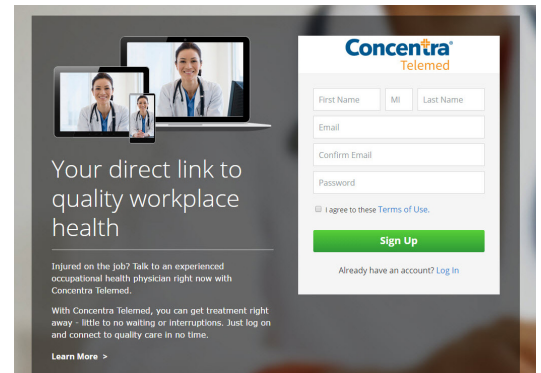 Your direct link to
quality workplace
health
Injured on the job? Talk to an experienced
occupational health physician right now with
Concentra Telemed.
With Concentra Telemed, you can get treatment right
away - little to no waiting or interruptions. Just log on
and connect to quality care in no time.
Learn More >
Concentra®
Telemed
First Name MI Last Name
Email
Confirm Email
Password
I agree to these Terms of Use.
Sign Up
Already have an account? Log In